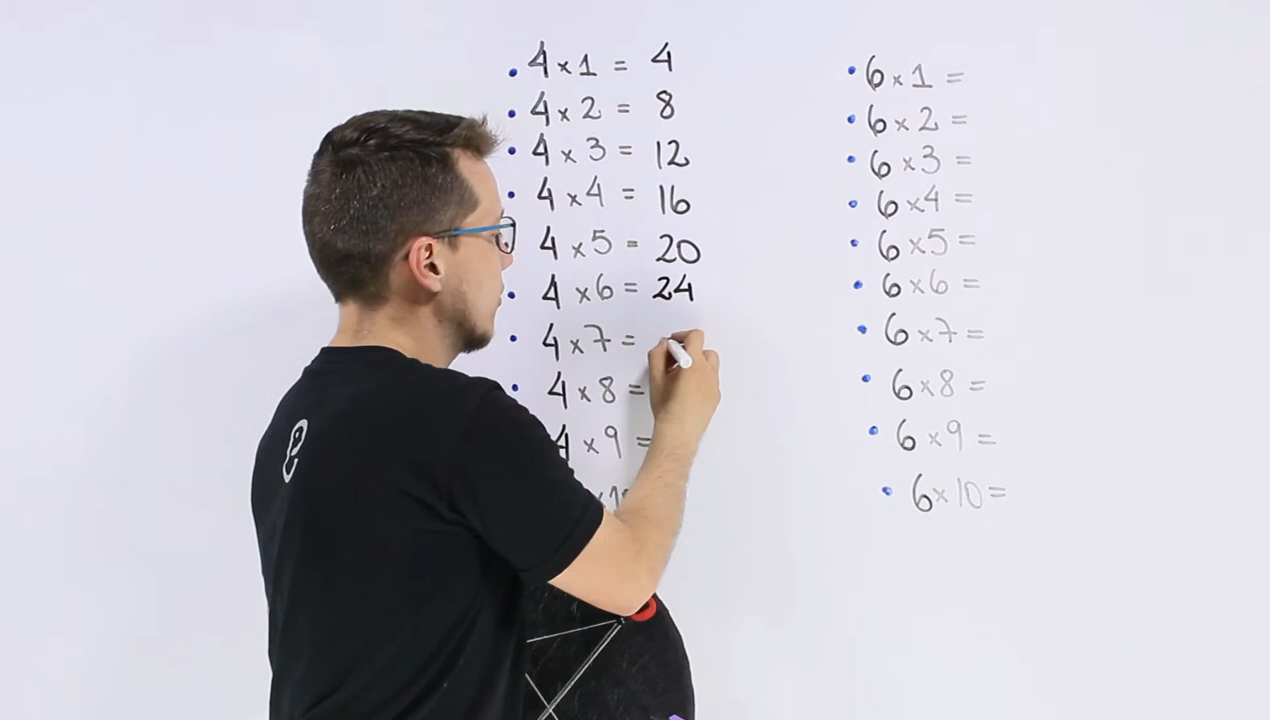 4 x 1 = 4
4 x 2 = 8
4 x 3 = 12
4 x 4 = 16
4 x 5 = 20
4 x 6 = 24
4 x 7 =
4 x 8 =
4 x 9 =
6 x 1 =
6 x 2 =
6 x 3 =
6 x 4 =
6 x 5 =
6 x 6 =
6 x 7 =
6 x 8 =
6 x 9 =
6 x 10 =
e